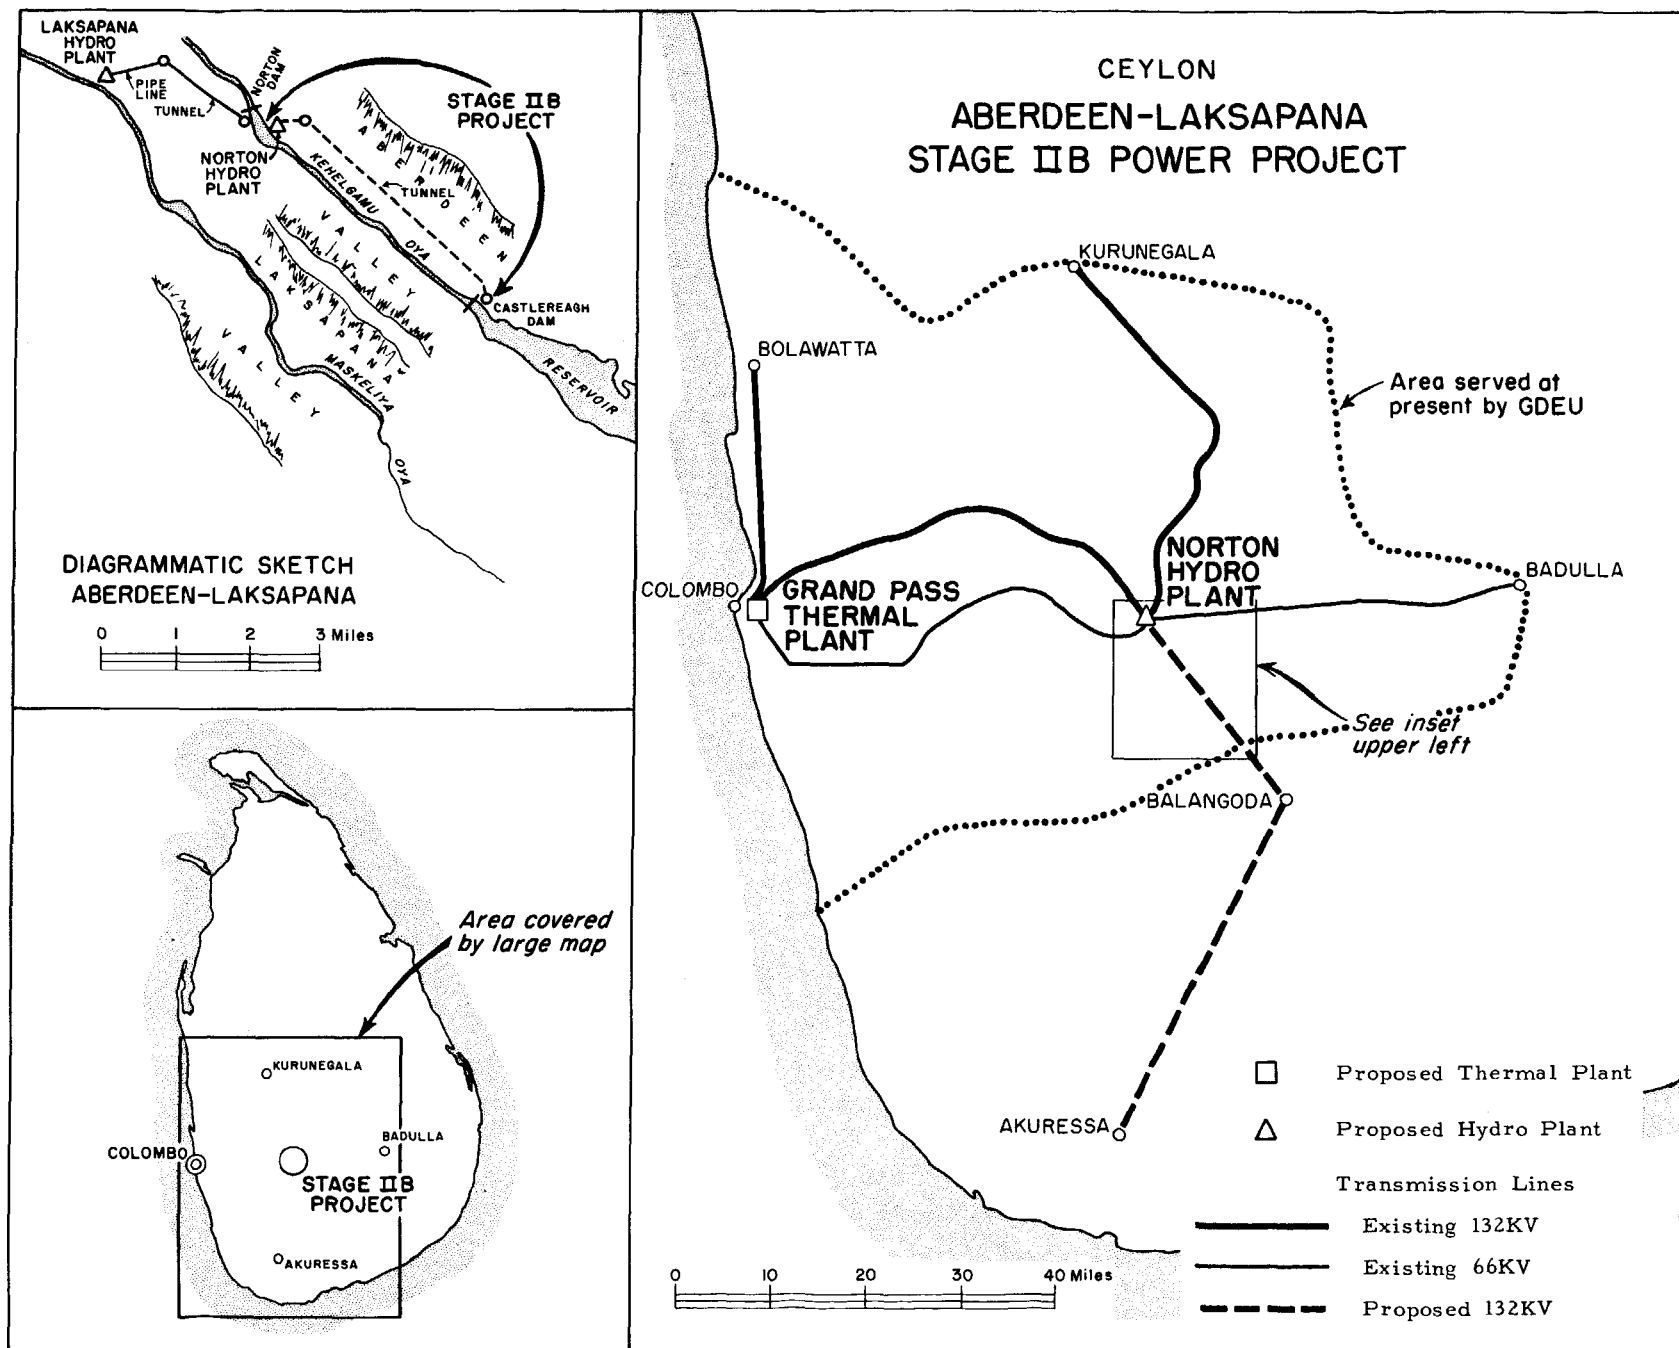 LAKSAPANA
HYDRO
PLANT
PIPE
LINE
TUNNEL
NORTON
DAM
STAGE IIB
PROJECT
NORTON
HYDRO
PLANT
ABERDEEN
VALLEY
TUNNEL
KEHELGAMU
OYA
LAKSAPANA
VALLEY
MASKELIYA
OYA
CASTLEREAGH
DAM
RESERVOIR
DIAGRAMMATIC SKETCH
ABERDEEN-LAKSAPANA
0 1 2 3 Miles
Area covered
by large map
KURUNEGALA
BADULLA
COLOMBO
STAGE IIB
PROJECT
AKURESSA
CEYLON
ABERDEEN-LAKSAPANA
STAGE IIB POWER PROJECT
KURUNEGALA
BOLAWATTA
Area served at
present by GDEU
NORTON
HYDRO
PLANT
BADULLA
COLOMBO
GRAND PASS
THERMAL
PLANT
See inset
upper left
BALANGODA
AKURESSA
Proposed Thermal Plant
Proposed Hydro Plant
Transmission Lines
Existing 132KV
Existing 66KV
Proposed 132KV
0 10 20 30 40 Miles